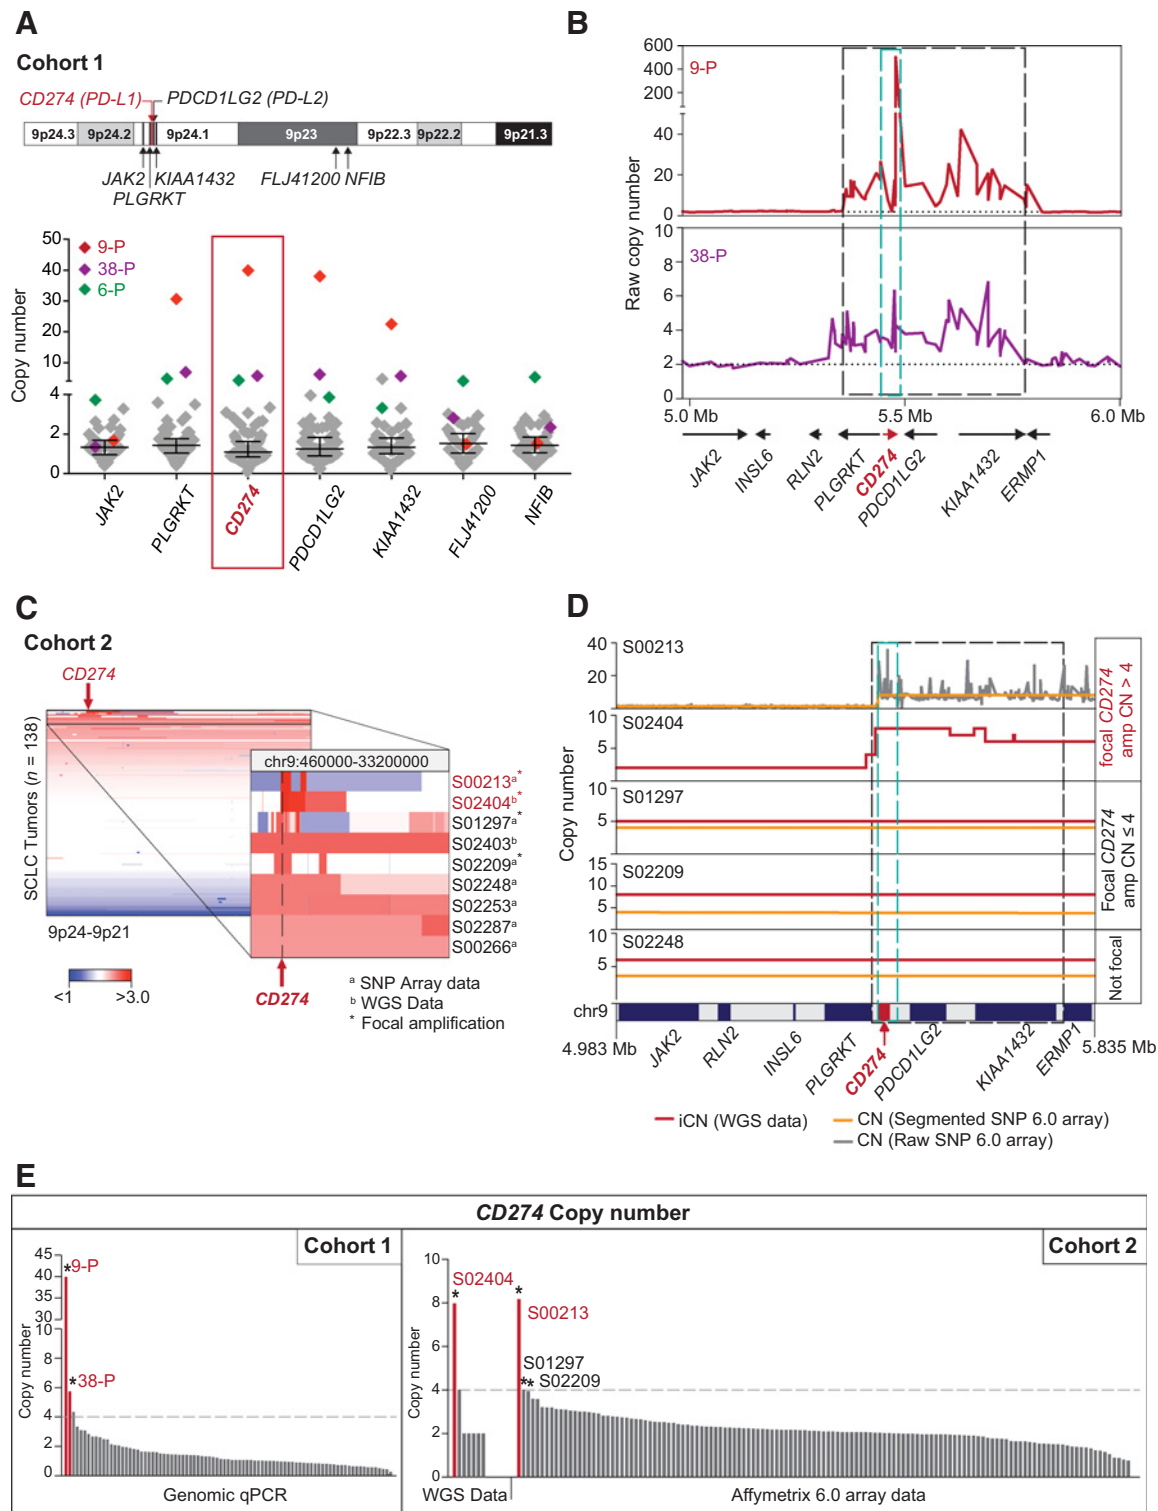 A
Cohort 1
CD274 (PD-L1)
PDCD1LG2 (PD-L2)
9p24.3 9p24.2 9p24.1 9p23 9p22.3 9p22.2 9p21.3
JAK2 KIAA1432 FLJ41200 NFIB
PLGRKT
Copy number
50
40
30
20
10
4
2
0
9-P
38-P
6-P
JAK2
PLGRKT
CD274
PDCD1LG2
KIAA1432
FLJ41200
NFIB
B
Raw copy number
600
400
200
40
20
0
9-P
10
8
6
4
2
0
38-P
5.0 Mb 5.50 Mb 6.0 Mb
JAK2
INSL6
RLN2
PLGRKT
CD274
PDCD1LG2
KIAA1432
ERMP1
C
Cohort 2
CD274
SCLC Tumors (n = 138)
chr9:460000-33200000
S00213a*
S02404b*
S01297a*
S02403b
S02209a*
S02248a
S02253a
S02287a
S00266a
9p24-9p21
<1 >3.0
CD274
a SNP Array data
b WGS Data
* Focal amplification
D
Copy number
40
20
S00213
10
5
S02404
10
5
S01297
15
10
5
S02209
10
5
S02248
focal CD274
amp CN > 4
Focal CD274
amp CN ≤ 4
Not focal
chr9
4.983 Mb
5.835 Mb
JAK2
RLN2
INSL6
PLGRKT
CD274
PDCD1LG2
KIAA1432
ERMP1
iCN (WGS data)
CN (Segmented SNP 6.0 array)
CN (Raw SNP 6.0 array)
E
CD274 Copy number
Cohort 1
Copy number
45
40
35
30
10
8
6
4
2
0
*9-P
*38-P
Genomic qPCR
Cohort 2
Copy number
10
8
6
4
2
0
S02404
*
*
S00213
S01297
** S02209
WGS Data
Affymetrix 6.0 array data